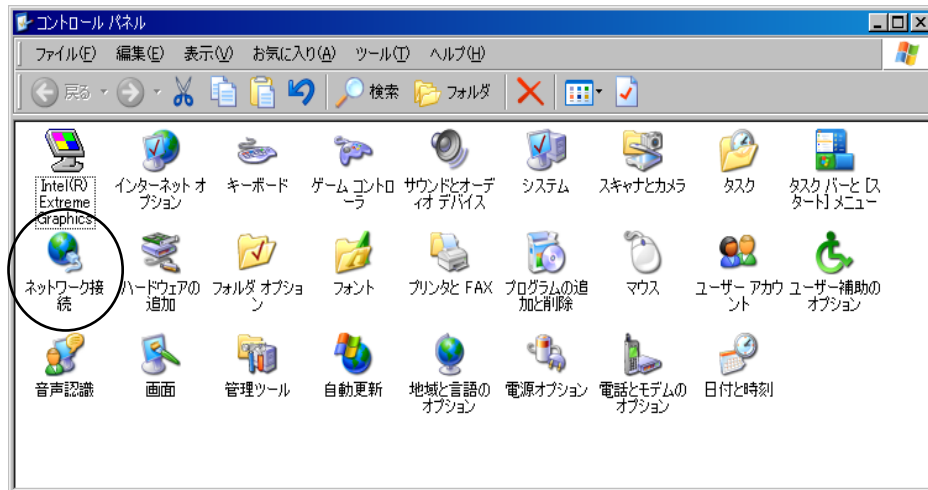 コントロール パネル
ファイル(F) 編集(E) 表示(V) お気に入り(A) ツール(T) ヘルプ(H)
戻る 検索 フォルダ
Intel(R)
Extreme
Graphics
インターネット オ
プション
キーボード
ゲーム コントロ
ーラ
サウンドとオーデ
ィオ デバイス
システム
スキャナとカメラ
タスク
タスク バーと [ス
タート] メニュー
ネットワーク接
続
ハードウェアの
追加
フォルダ オプショ
ン
フォント
プリンタと FAX
プログラムの追
加と削除
マウス
ユーザー アカウ
ント
ユーザー補助の
オプション
音声認識
画面
管理ツール
自動更新
地域と言語の
オプション
電源オプション
電話とモデムの
オプション
日付と時刻